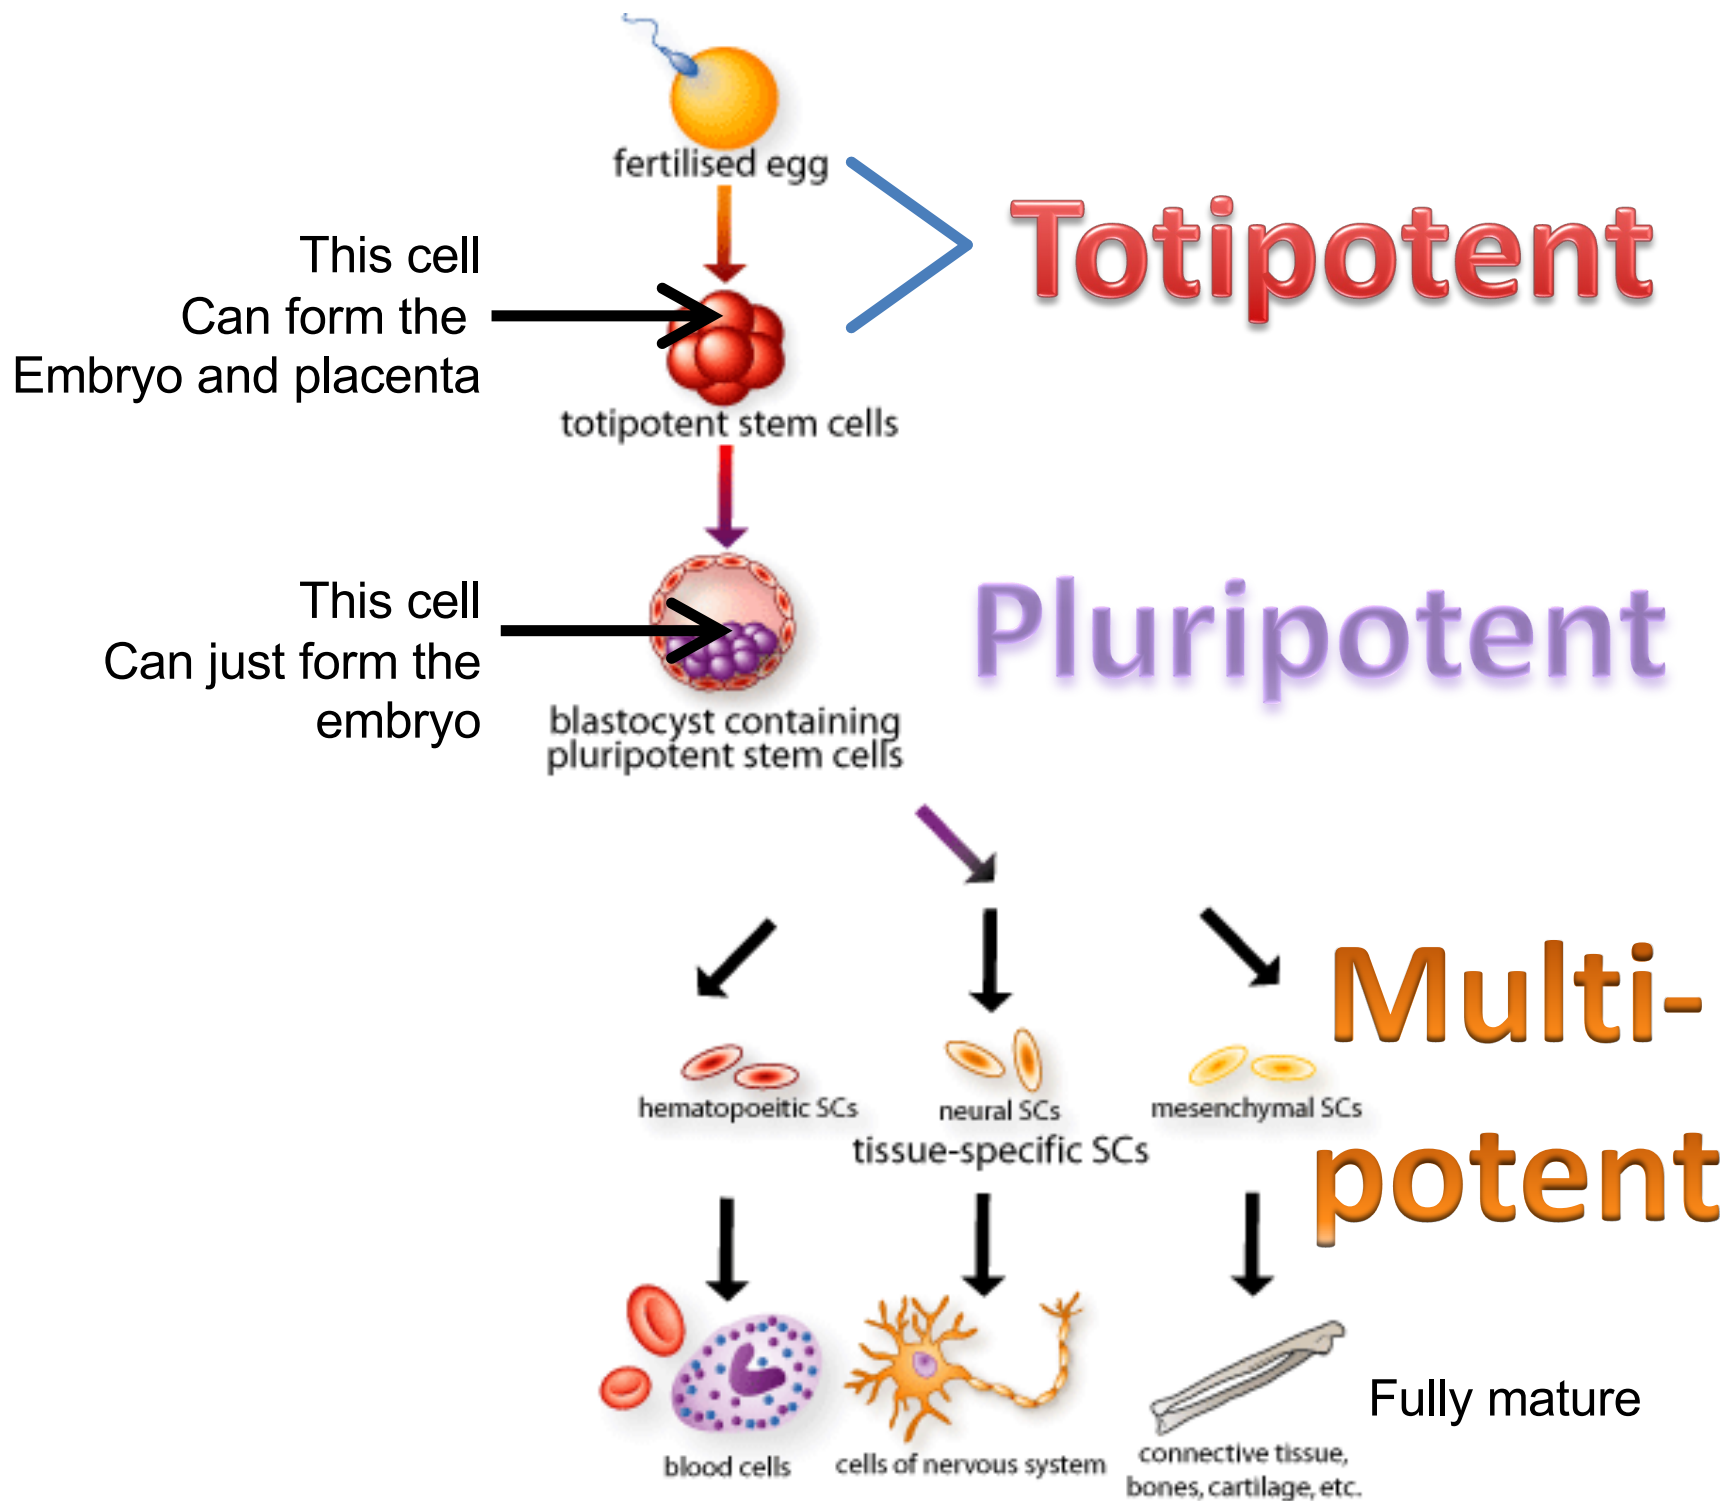 fertilised egg
Totipotent
This cell
Can form the
Embryo and placenta
totipotent stem cells
Pluripotent
This cell
Can just form the
embryo
blastocyst containing
pluripotent stem cells
Multi-
potent
hematopoeitic SCs
neural SCs
mesenchymal SCs
tissue-specific SCs
Fully mature
blood cells
cells of nervous system
connective tissue,
bones, cartilage, etc.